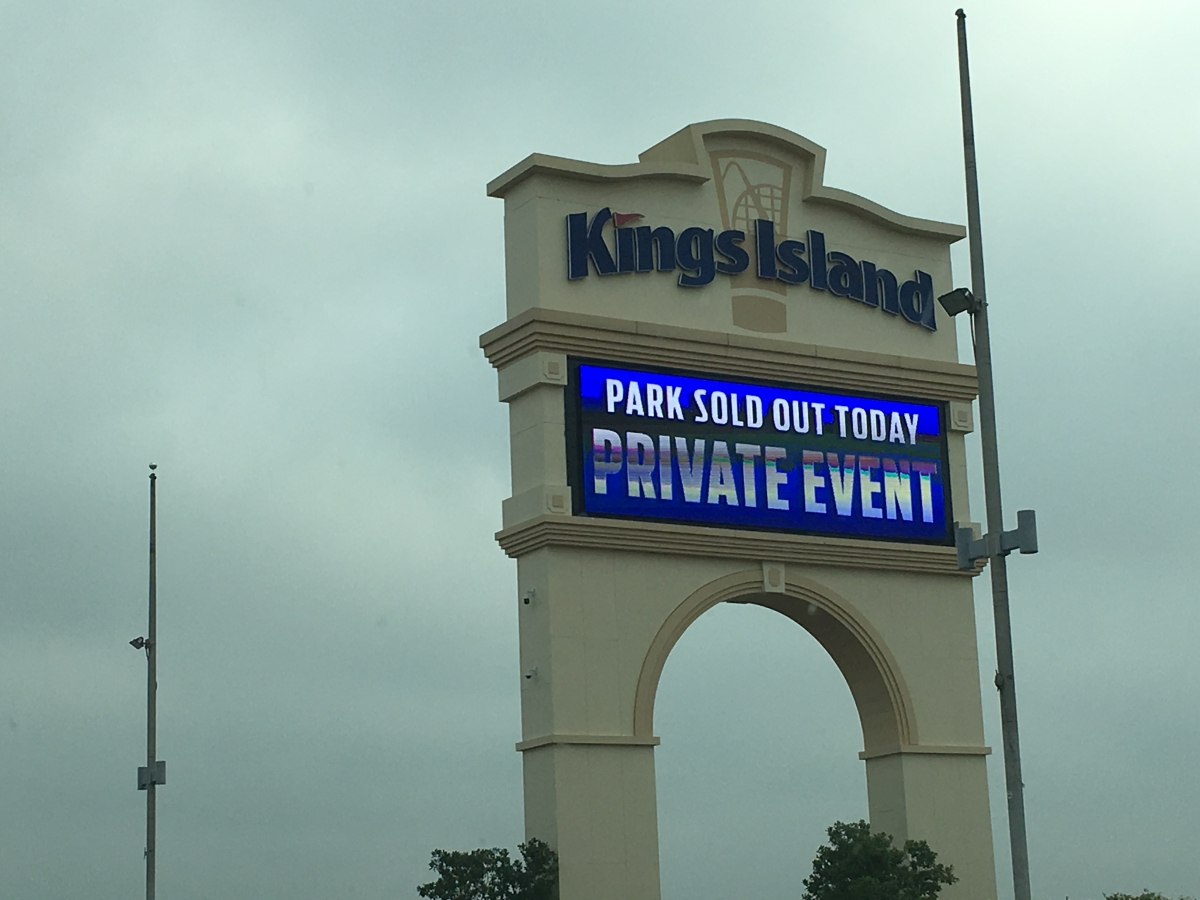 Kings Island
PARK SOLD OUT TODAY
PRIVATE EVENT